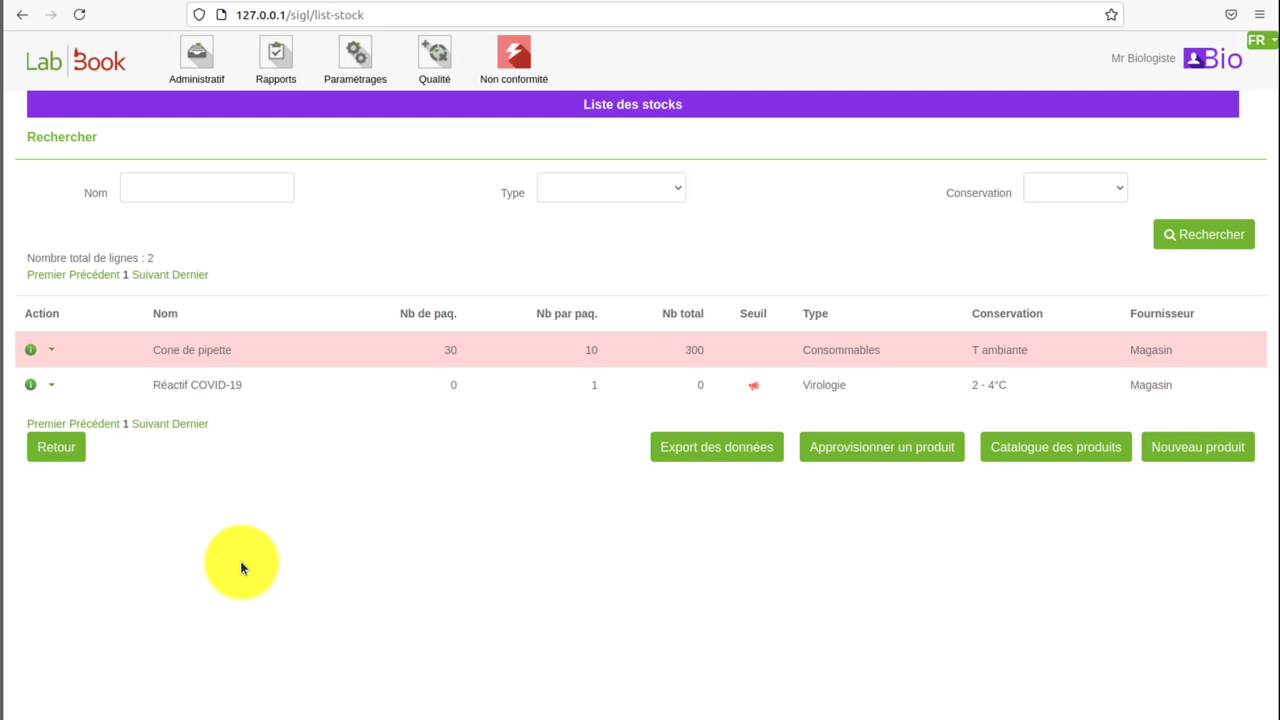 127.0.0.1/sigl/list-stock
FR
Lab Book
Administratif Rapports Paramétrages Qualité Non conformité
Mr Biologiste Bio
Liste des stocks
Rechercher
Nom Type Conservation
Rechercher
Nombre total de lignes : 2
Premier Précédent 1 Suivant Dernier
Action Nom Nb de paq. Nb par paq. Nb total Seuil Type Conservation Fournisseur
Cone de pipette 30 10 300 Consommables T ambiante Magasin
Réactif COVID-19 0 1 0 Virologie 2 - 4°C Magasin
Premier Précédent 1 Suivant Dernier
Retour Export des données Approvisionner un produit Catalogue des produits Nouveau produit